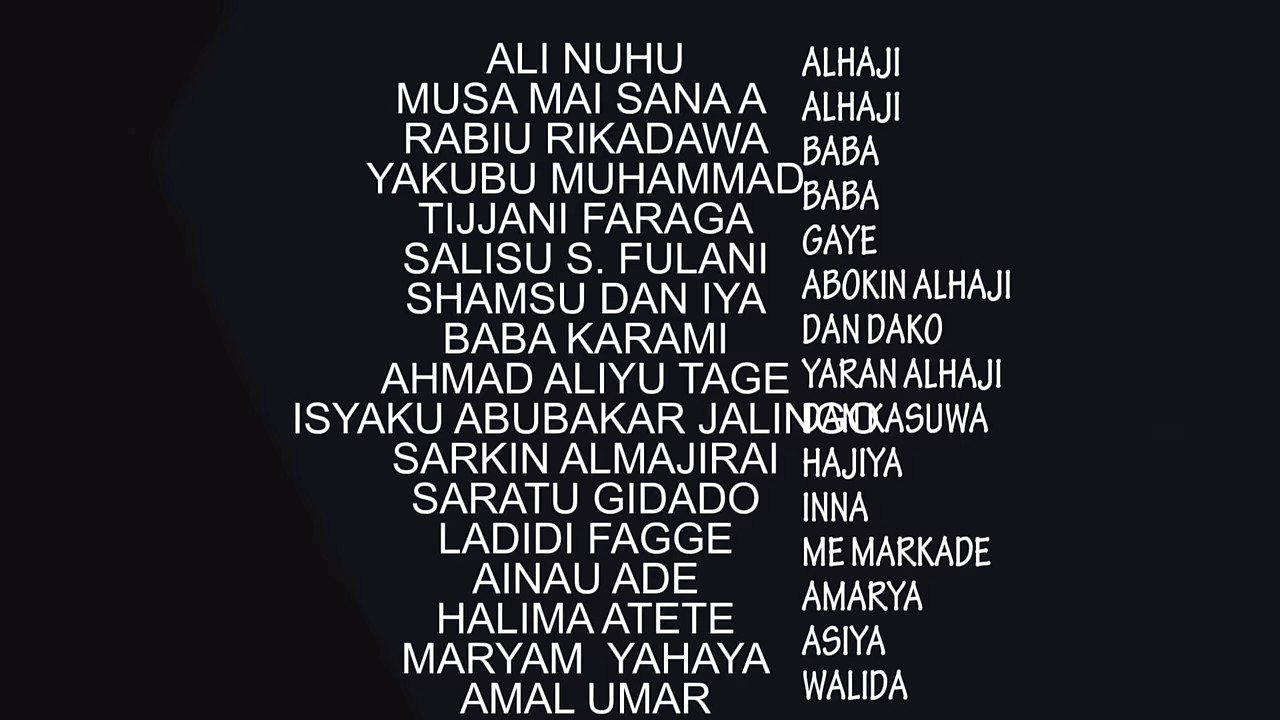 ALI NUHU
MUSA MAI SANA A
RABIU RIKADAWA
YAKUBU MUHAMMAD
TIJJANI FARAGA
SALISU S. FULANI
SHAMSU DAN IYA
BABA KARAMI
AHMAD ALIYU TAGE
ISYAKU ABUBAKAR JALINGO
SARKIN ALMAJIRAI
SARATU GIDADO
LADIDI FAGGE
AINAU ADE
HALIMA ATETE
MARYAM YAHAYA
AMAL UMAR
ALHAJI
ALHAJI
BABA
BABA
GAYE
ABOKIN ALHAJI
DAN DAKO
YARAN ALHAJI
DAN KASUWA
HAJIYA
INNA
ME MARKADE
AMARYA
ASIYA
WALIDA